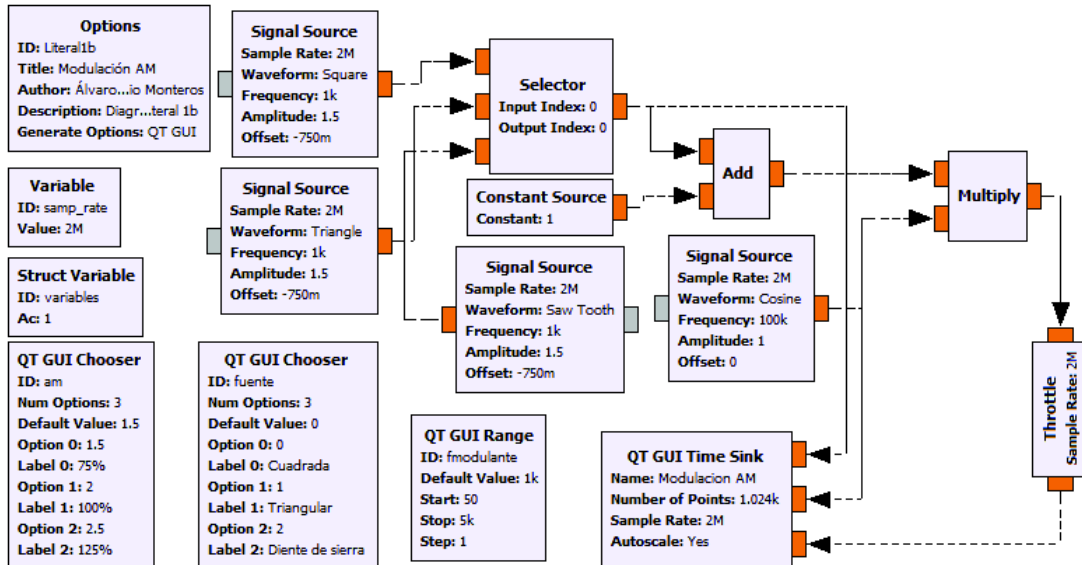 Options
ID: Literal1b
Title: Modulación AM
Author: Álvaro...io Monteros
Description: Diagr...teral 1b
Generate Options: QT GUI
Signal Source
Sample Rate: 2M
Waveform: Square
Frequency: 1k
Amplitude: 1.5
Offset: -750m
Selector
Input Index: 0
Output Index: 0
Add
Multiply
Variable
ID: samp_rate
Value: 2M
Signal Source
Sample Rate: 2M
Waveform: Triangle
Frequency: 1k
Amplitude: 1.5
Offset: -750m
Constant Source
Constant: 1
Struct Variable
ID: variables
Ac: 1
Signal Source
Sample Rate: 2M
Waveform: Saw Tooth
Frequency: 1k
Amplitude: 1.5
Offset: -750m
Signal Source
Sample Rate: 2M
Waveform: Cosine
Frequency: 100k
Amplitude: 1
Offset: 0
Throttle
Sample Rate: 2M
QT GUI Chooser
ID: am
Num Options: 3
Default Value: 1.5
Option 0: 1.5
Label 0: 75%
Option 1: 2
Label 1: 100%
Option 2: 2.5
Label 2: 125%
QT GUI Chooser
ID: fuente
Num Options: 3
Default Value: 0
Option 0: 0
Label 0: Cuadrada
Option 1: 1
Label 1: Triangular
Option 2: 2
Label 2: Diente de sierra
QT GUI Range
ID: fmodulante
Default Value: 1k
Start: 50
Stop: 5k
Step: 1
QT GUI Time Sink
Name: Modulacion AM
Number of Points: 1.024k
Sample Rate: 2M
Autoscale: Yes